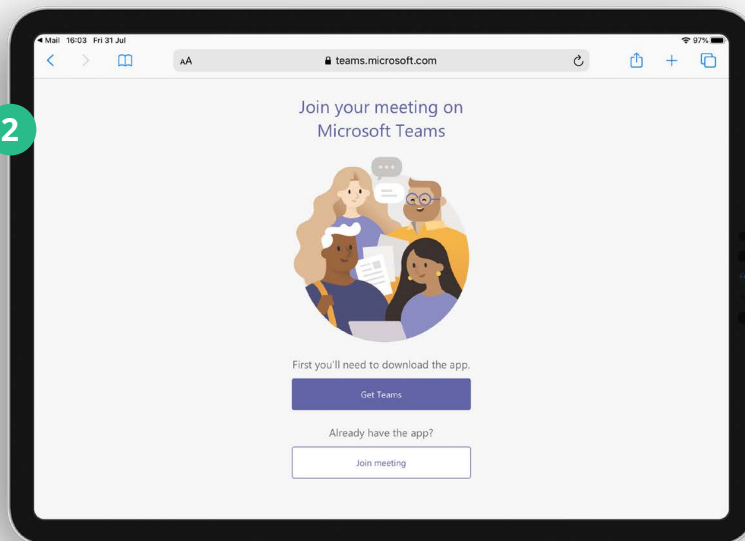 Mail 16:03 Fri 31 Jul 97%
AA teams.microsoft.com
2
Join your meeting on
Microsoft Teams
First you'll need to download the app.
Get Teams
Already have the app?
Join meeting